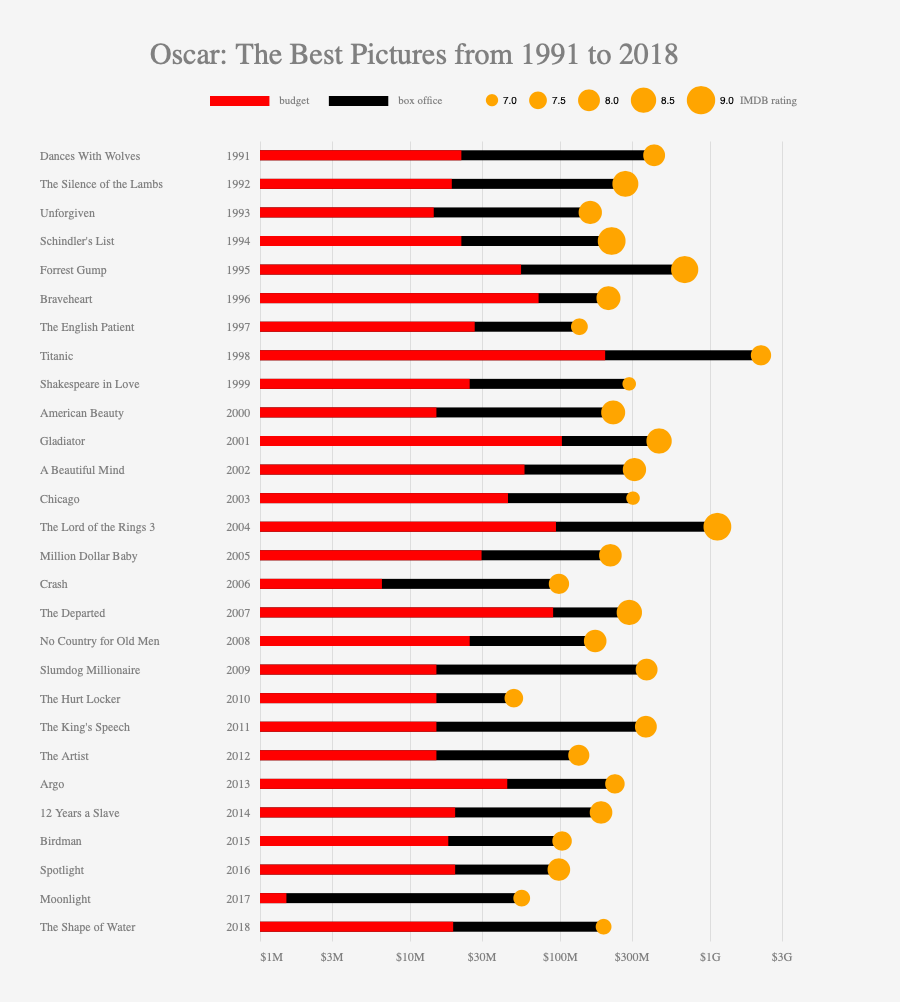 Oscar: The Best Pictures from 1991 to 2018
budget box office 7.0 7.5 8.0 8.5 9.0 IMDB rating
Dances With Wolves 1991
The Silence of the Lambs 1992
Unforgiven 1993
Schindler's List 1994
Forrest Gump 1995
Braveheart 1996
The English Patient 1997
Titanic 1998
Shakespeare in Love 1999
American Beauty 2000
Gladiator 2001
A Beautiful Mind 2002
Chicago 2003
The Lord of the Rings 3 2004
Million Dollar Baby 2005
Crash 2006
The Departed 2007
No Country for Old Men 2008
Slumdog Millionaire 2009
The Hurt Locker 2010
The King's Speech 2011
The Artist 2012
Argo 2013
12 Years a Slave 2014
Birdman 2015
Spotlight 2016
Moonlight 2017
The Shape of Water 2018
$1M $3M $10M $30M $100M $300M $1G $3G